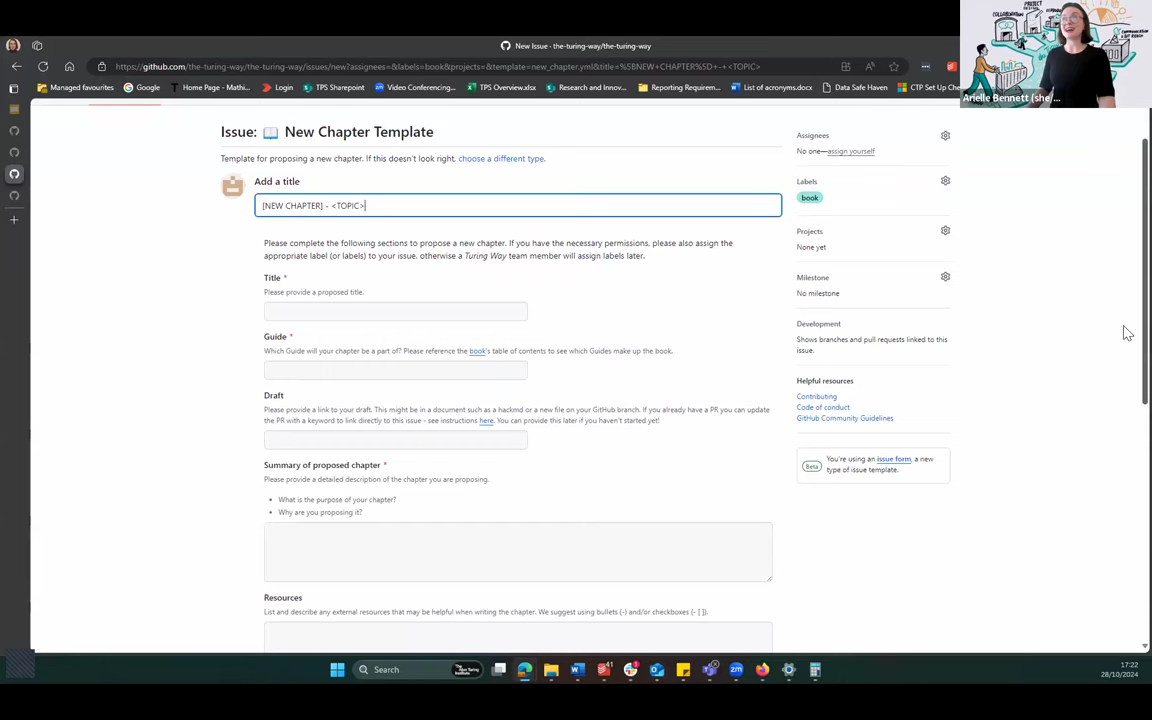 New Issue · the-turing-way/the-turing-way
https://github.com/the-turing-way/the-turing-way/issues/new?assignees=&labels=book&projects=&template=new_chapter.yml&title=%5BNEW+CHAPTER%5D+-+<TOPIC>
Managed favourites
Google
Home Page - Mathi...
Login
TPS Sharepoint
Video Conferencing...
TPS Overview.xlsx
Research and Innov...
Reporting Requirem...
List of acronyms.docx
Data Safe Haven
CTP Set Up Che
COLLABORATION
PROJECT DESIGN
COMMUNICATION
Arielle Bennett (she/...
Issue: New Chapter Template
Template for proposing a new chapter. If this doesn't look right, choose a different type.
Add a title
[NEW CHAPTER] - <TOPIC>
Please complete the following sections to propose a new chapter. If you have the necessary permissions, please also assign the
appropriate label (or labels) to your issue, otherwise a Turing Way team member will assign labels later.
Title *
Please provide a proposed title.
Guide *
Which Guide will your chapter be a part of? Please reference the book's table of contents to see which Guides make up the book.
Draft
Please provide a link to your draft. This might be in a document such as a hackmd or a new file on your GitHub branch. If you already have a PR you can update
the PR with a keyword to link directly to this issue - see instructions here. You can provide this later if you haven't started yet!
Summary of proposed chapter *
Please provide a detailed description of the chapter you are proposing.
• What is the purpose of your chapter?
• Why are you proposing it?
Resources
List and describe any external resources that may be helpful when writing the chapter. We suggest using bullets (-) and/or checkboxes (- [ ]).
Assignees
No one—assign yourself
Labels
book
Projects
None yet
Milestone
No milestone
Development
Shows branches and pull requests linked to this
issue.
Helpful resources
Contributing
Code of conduct
GitHub Community Guidelines
Beta
You're using an issue form, a new
type of issue template.
Search
41
17:22
28/10/2024